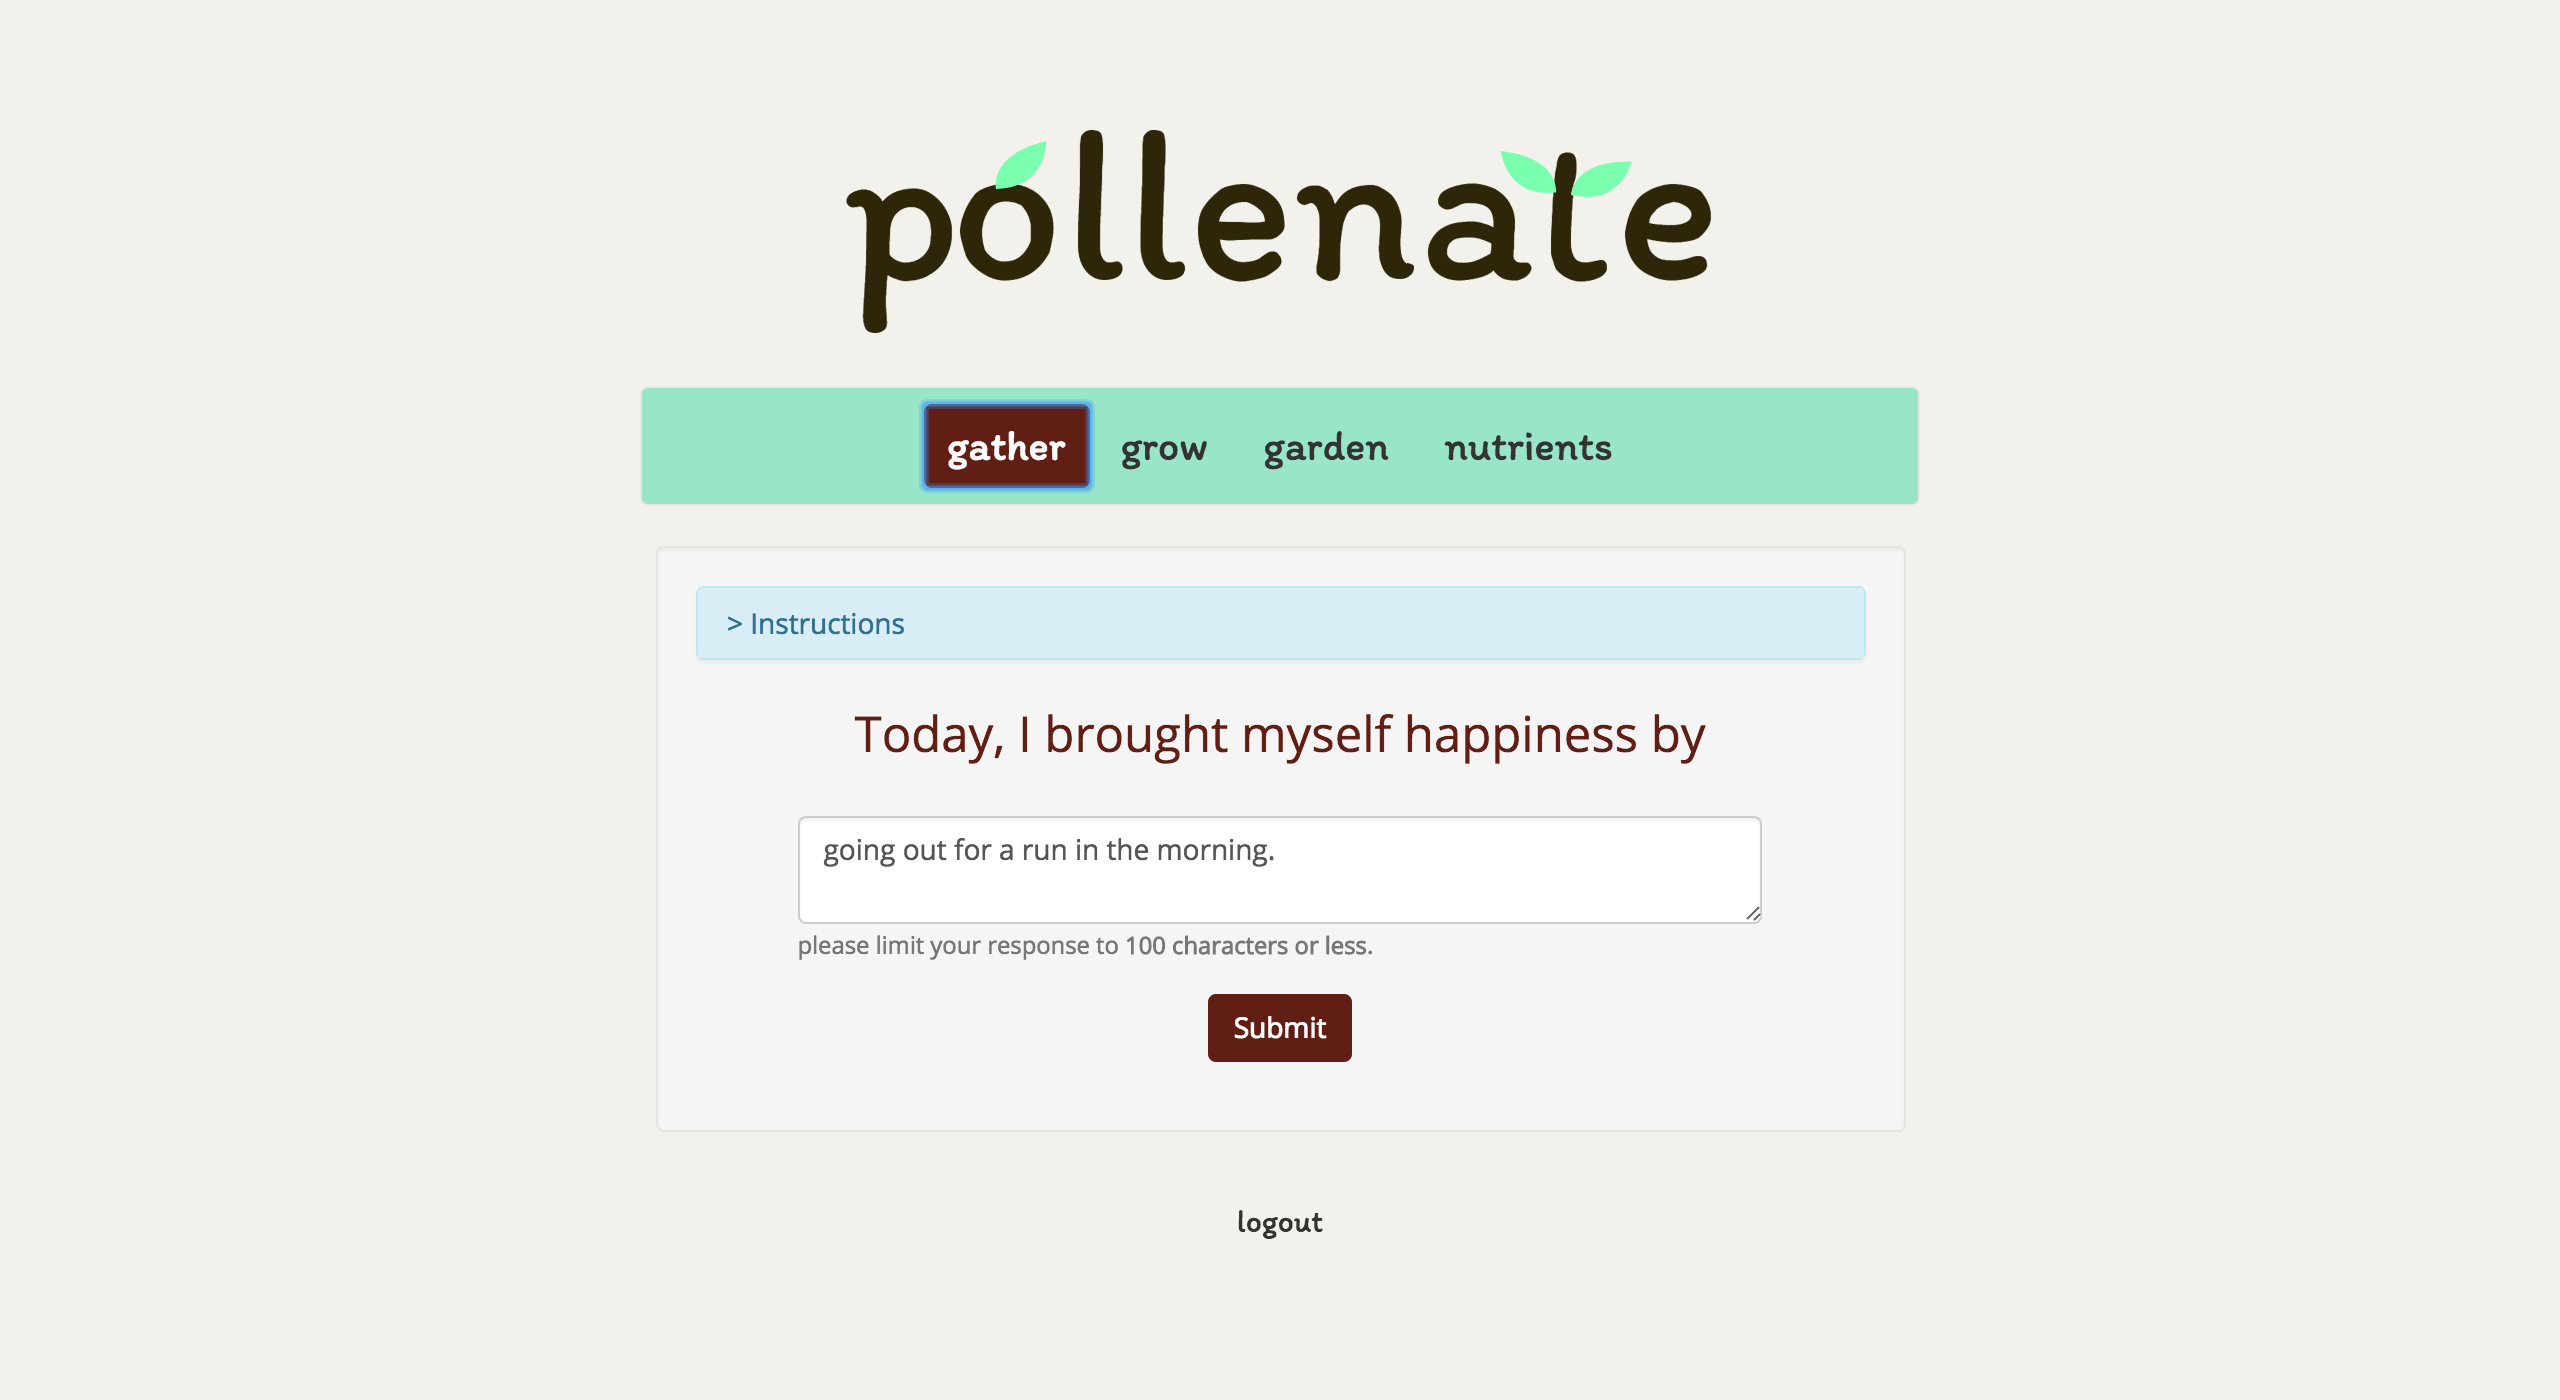 pollenate
gather grow garden nutrients
> Instructions
Today, I brought myself happiness by
going out for a run in the morning.
please limit your response to 100 characters or less.
Submit
logout